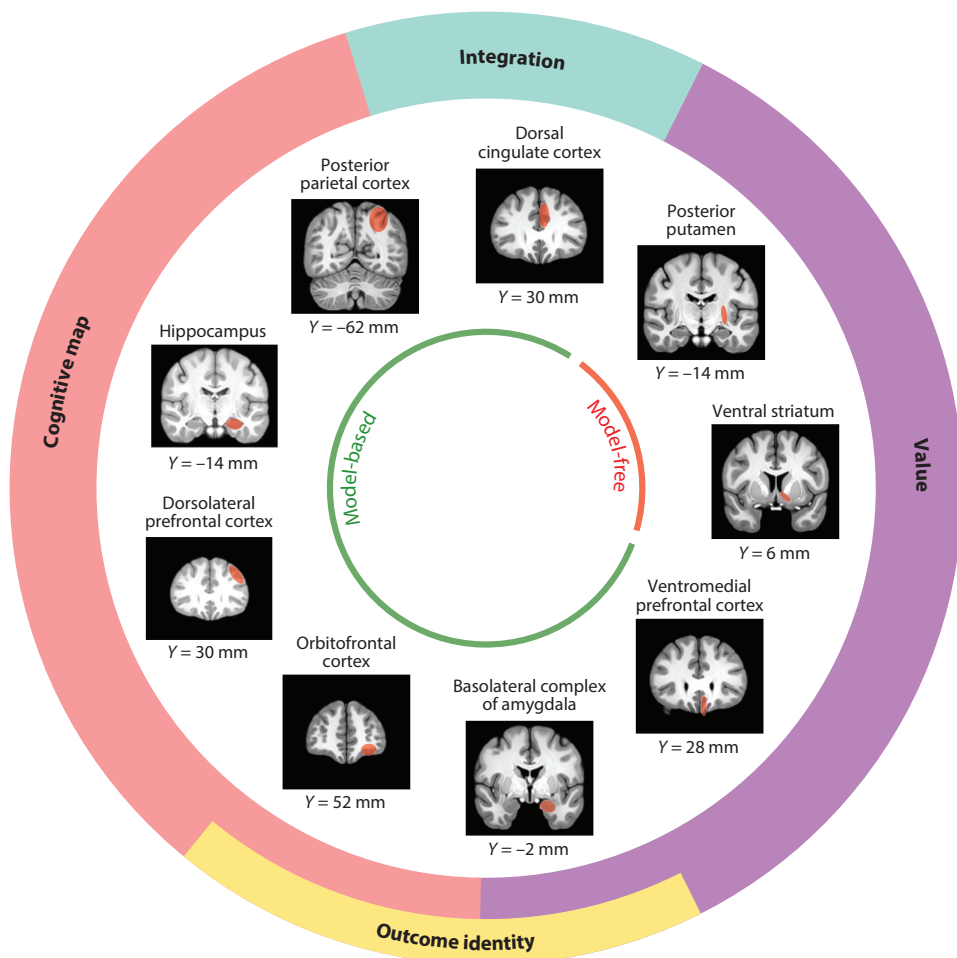 Integration
Dorsal
cingulate cortex
Y = 30 mm
Posterior
parietal cortex
Y = –62 mm
Posterior
putamen
Y = –14 mm
Hippocampus
Y = –14 mm
Cognitive map
Model-based
Model-free
Ventral striatum
Y = 6 mm
Value
Dorsolateral
prefrontal cortex
Y = 30 mm
Ventromedial
prefrontal cortex
Y = 28 mm
Orbitofrontal
cortex
Y = 52 mm
Basolateral complex
of amygdala
Y = –2 mm
Outcome identity